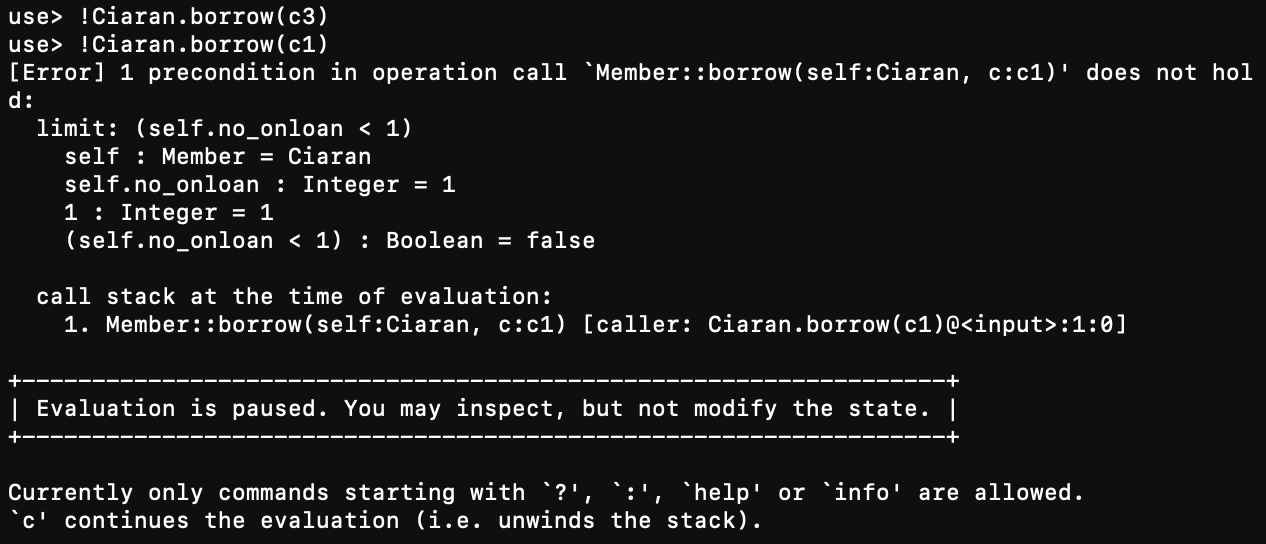 use> !Ciaran.borrow(c3)
use> !Ciaran.borrow(c1)
[Error] 1 precondition in operation call `Member::borrow(self:Ciaran, c:c1)' does not hol
d:
  limit: (self.no_onloan < 1)
    self : Member = Ciaran
    self.no_onloan : Integer = 1
    1 : Integer = 1
    (self.no_onloan < 1) : Boolean = false

  call stack at the time of evaluation:
    1. Member::borrow(self:Ciaran, c:c1) [caller: Ciaran.borrow(c1)@<input>:1:0]

+------------------------------------------------------------------+
| Evaluation is paused. You may inspect, but not modify the state. |
+------------------------------------------------------------------+

Currently only commands starting with `?', `:', `help' or `info' are allowed.
`c' continues the evaluation (i.e. unwinds the stack).